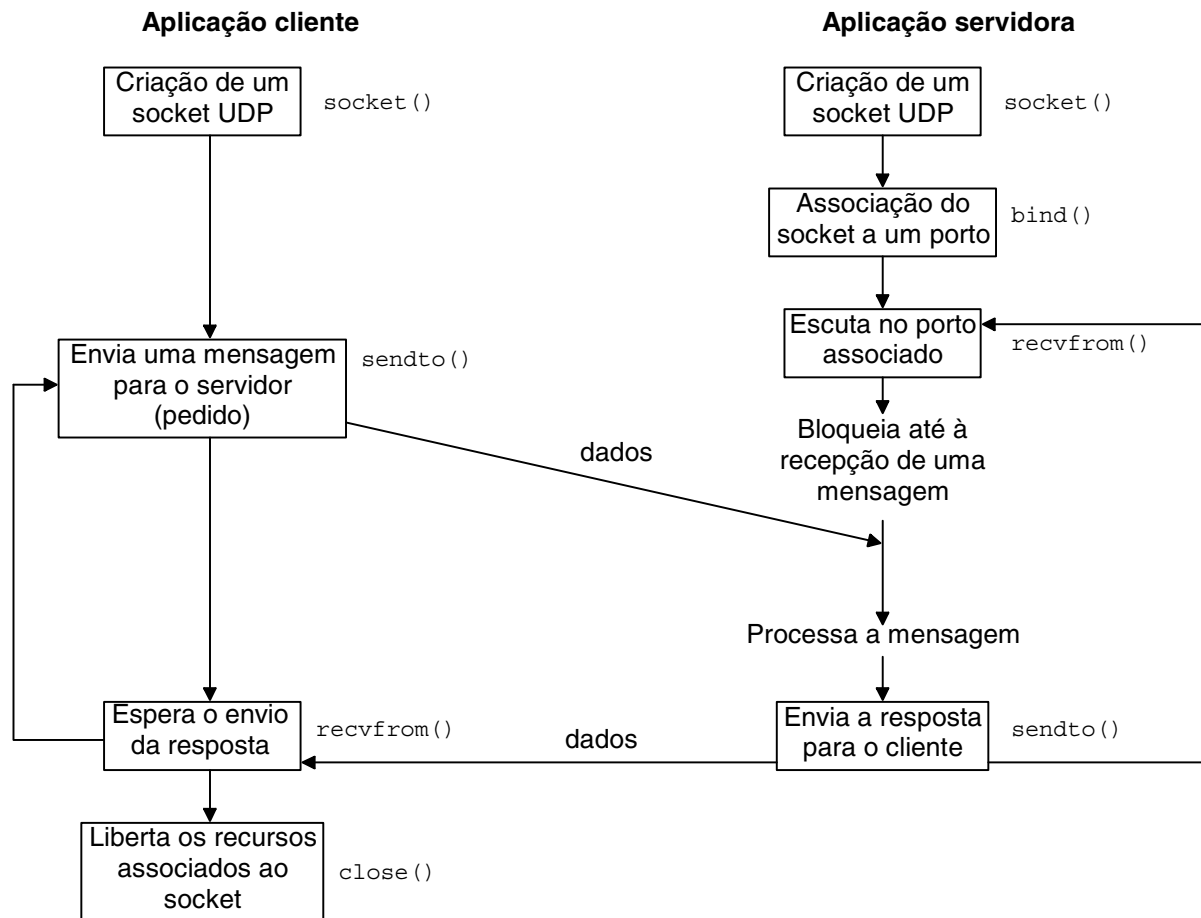 Aplicação cliente
Aplicação servidora
Criação de um
socket UDP
socket()
Criação de um
socket UDP
socket()
Associação do
socket a um porto
bind()
Escuta no porto
associado
recvfrom()
Envia uma mensagem
para o servidor
(pedido)
sendto()
dados
Bloqueia até à
recepção de uma
mensagem
Processa a mensagem
Espera o envio
da resposta
recvfrom()
dados
Envia a resposta
para o cliente
sendto()
Liberta os recursos
associados ao
socket
close()